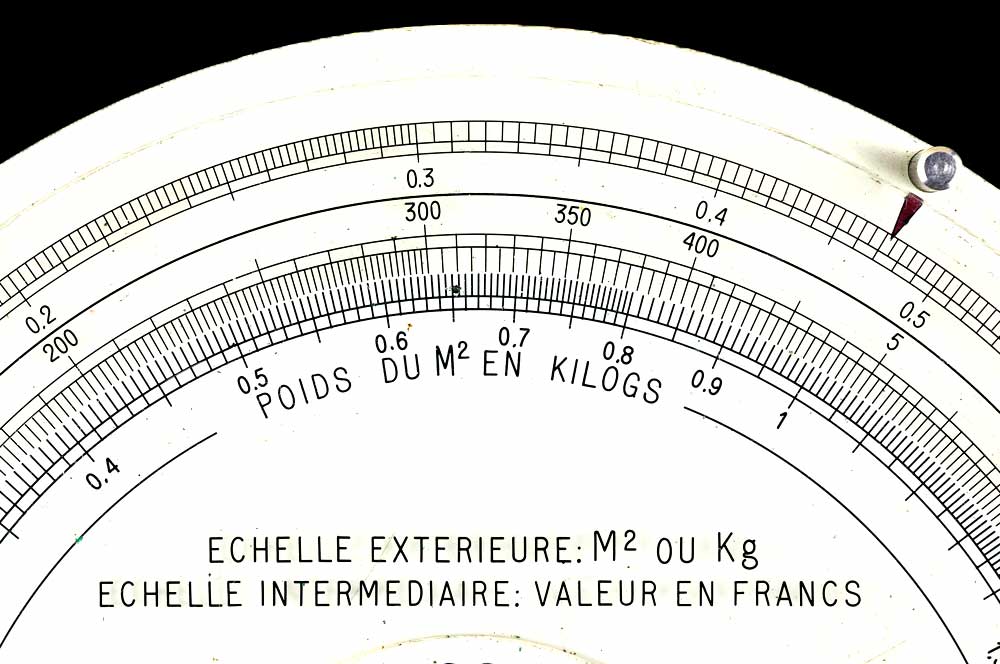 0.2 0.3 0.4 0.5
200 300 350 400 5
0.4 0.5 0.6 0.7 0.8 0.9 1
POIDS DU M² EN KILOGS
ECHELLE EXTERIEURE: M² OU Kg
ECHELLE INTERMEDIAIRE: VALEUR EN FRANCS